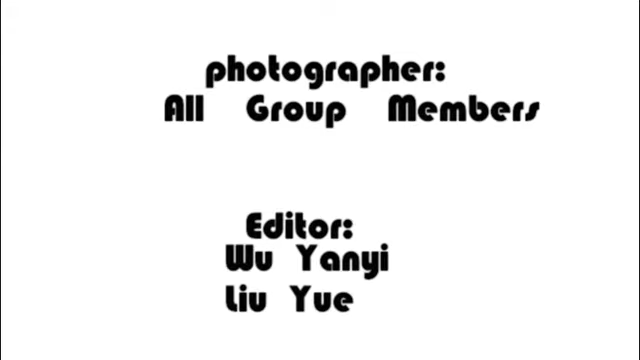 photographer:
All Group Members
Editor:
Wu Yanyi
Liu Yue